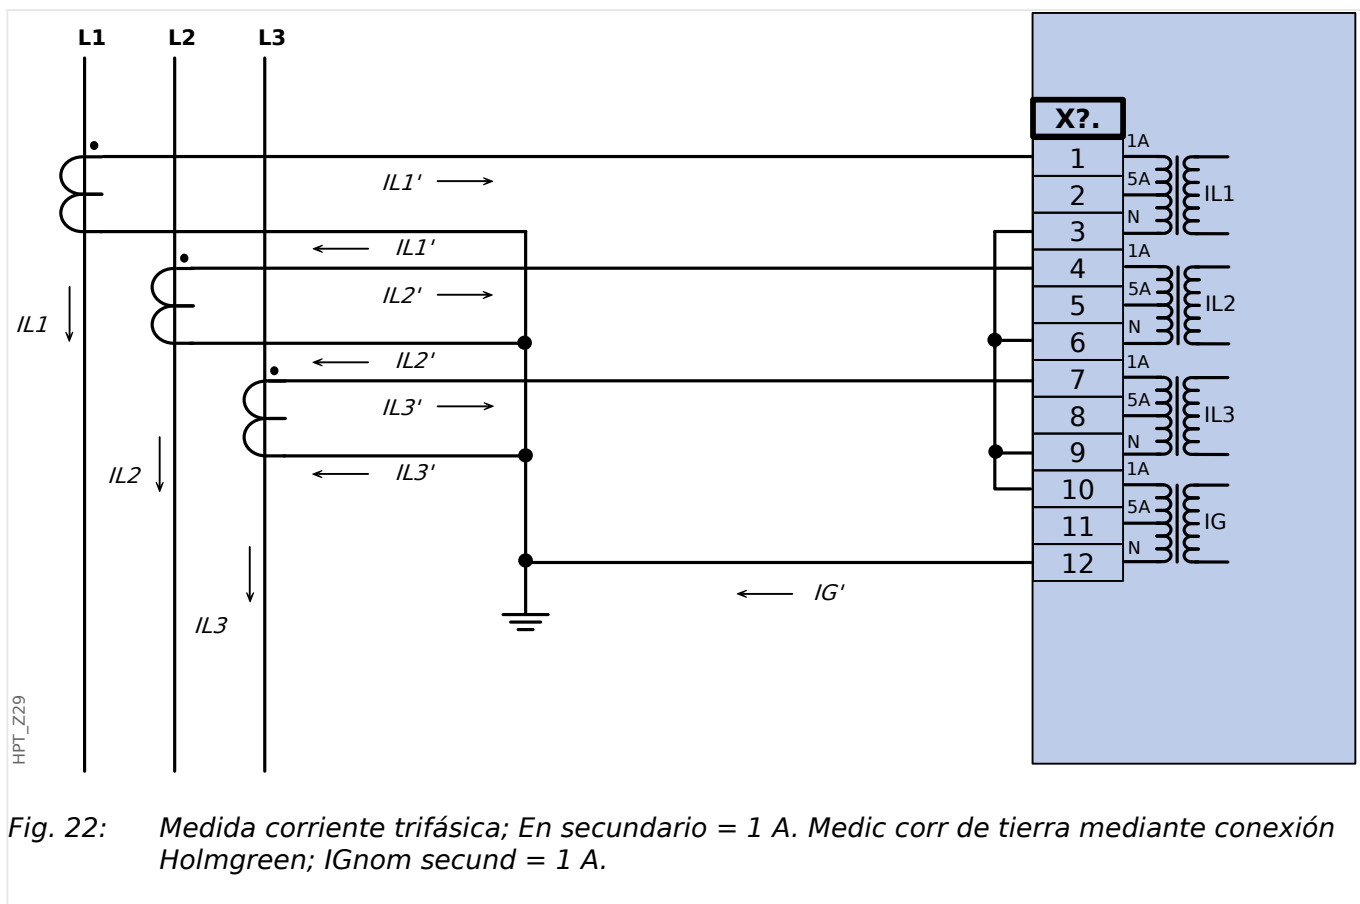 L1 L2 L3
X?.
1A
1
IL1'
5A
2
IL1
N
3
IL1'
1A
4
IL2'
5A
5
IL2
IL1
N
6
IL2'
1A
7
IL3'
5A
8
IL3
N
9
IL3'
IL2
1A
10
5A
11
IG
N
12
IG'
IL3
HPT_Z29
Fig. 22: Medida corriente trifásica; En secundario = 1 A. Medic corr de tierra mediante conexión
Holmgreen; IGnom secund = 1 A.